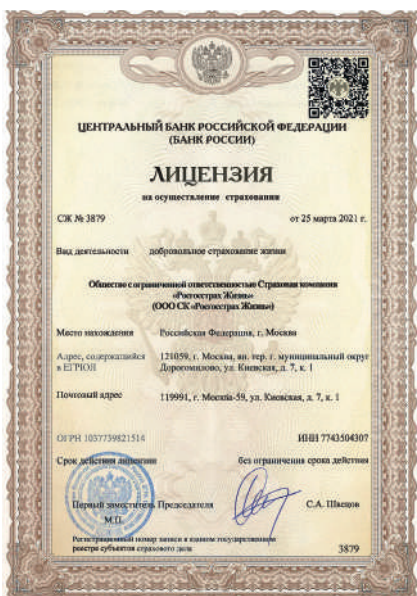 ЦЕНТРАЛЬНЫЙ БАНК РОССИЙСКОЙ ФЕДЕРАЦИИ
(БАНК РОССИИ)
ЛИЦЕНЗИЯ
на осуществление страхования
СЖ № 3879 от 25 марта 2021 г.
Вид деятельности добровольное страхование жизни
Общество с ограниченной ответственностью Страховая компания
«Росгосстрах Жизнь»
(ООО СК «Росгосстрах Жизнь»)
Место нахождения Российская Федерация, г. Москва
Адрес, содержащийся 121059, г. Москва, вн. тер. г. муниципальный округ
в ЕГРЮЛ Дорогомилово, ул. Киевская, д. 7, к. 1
Почтовый адрес 119991, г. Москва-59, ул. Киевская, д. 7, к. 1
ОГРН 1037739821514 ИНН 7743504307
Срок действия лицензии без ограничения срока действия
Первый заместитель Председателя С.А. Швецов
М.П.
Регистрационный номер записи в едином государственном
реестре субъектов страхового дела 3879